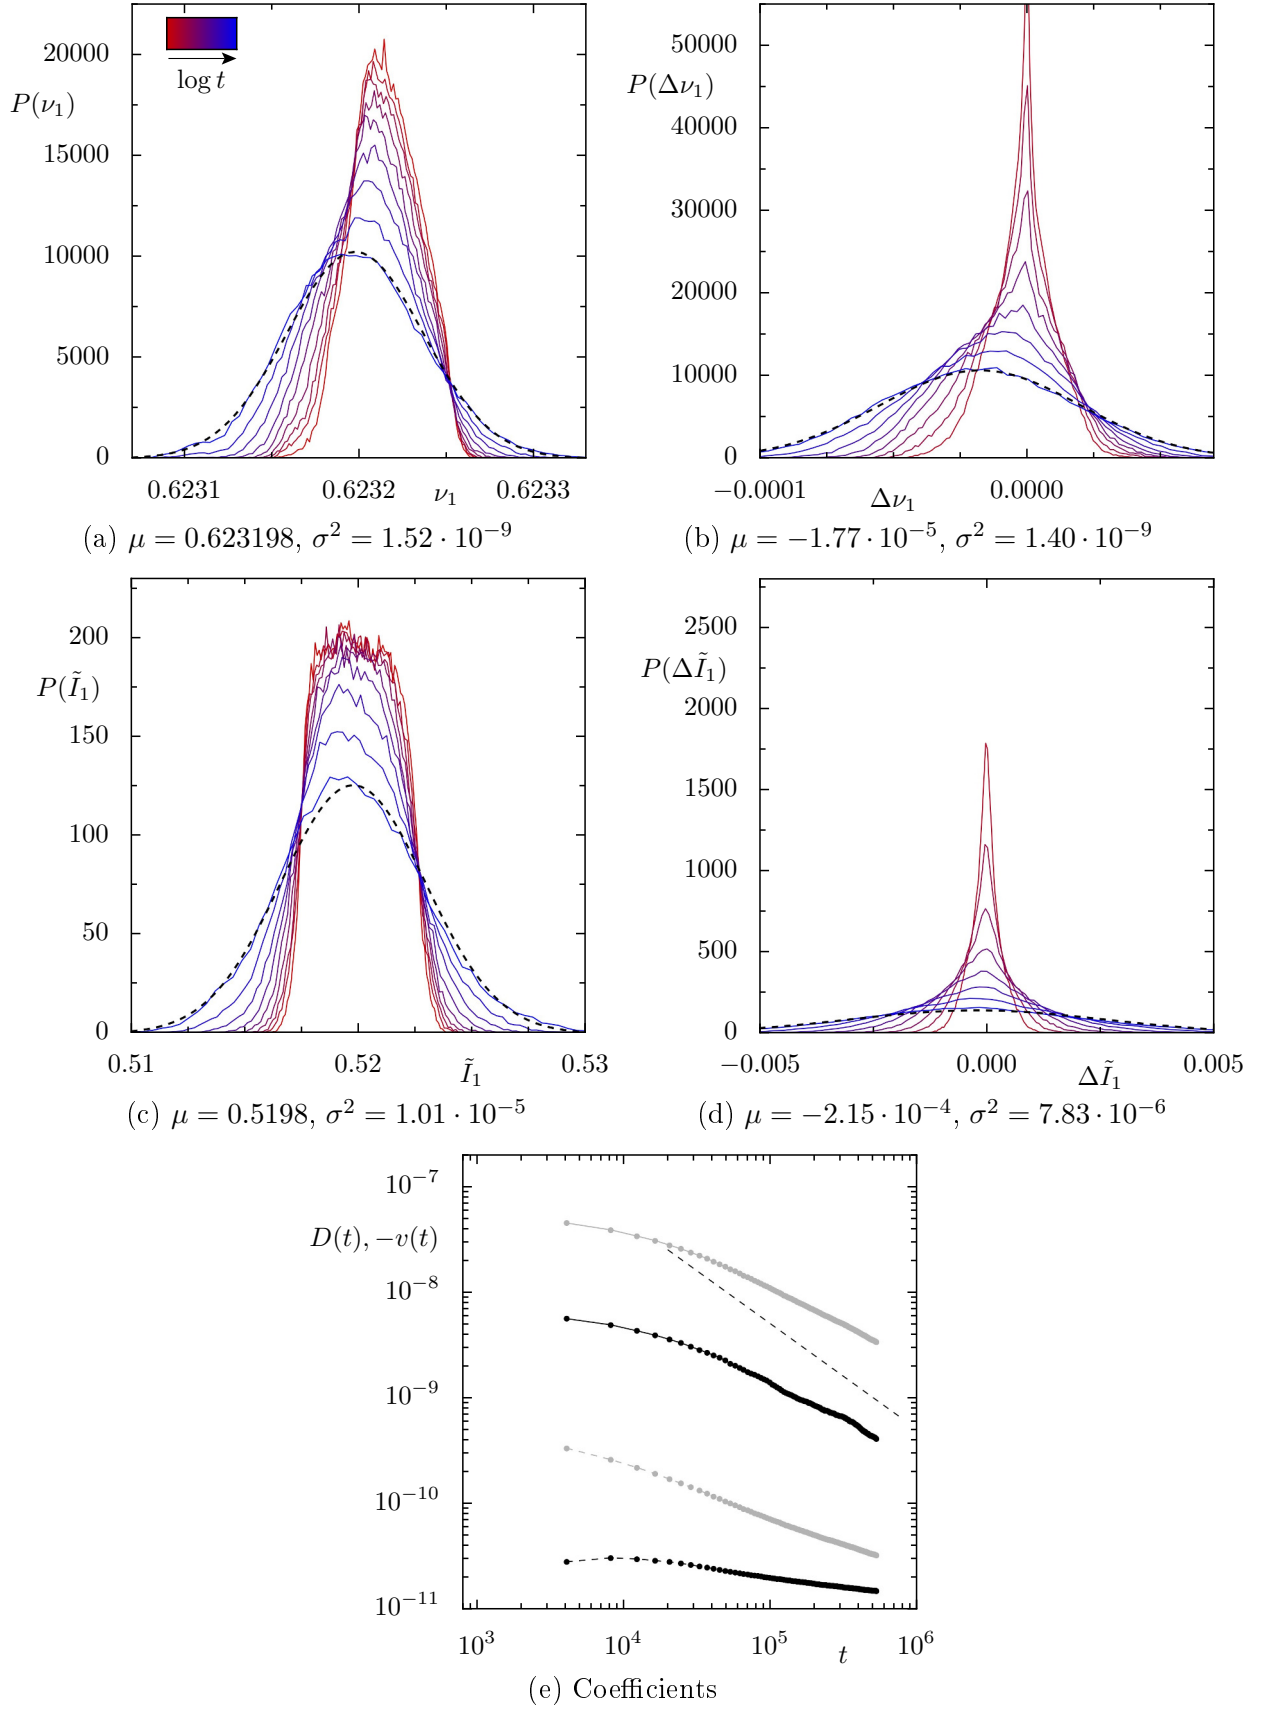 20000
15000
10000
5000
0
P(ν₁)
log t
0.6231 0.6232 ν₁ 0.6233
(a) μ = 0.623198, σ² = 1.52 · 10⁻⁹
50000
40000
30000
20000
10000
0
P(Δν₁)
−0.0001 Δν₁ 0.0000
(b) μ = −1.77 · 10⁻⁵, σ² = 1.40 · 10⁻⁹
200
150
100
50
0
P(Ĩ₁)
0.51 0.52 Ĩ₁ 0.53
(c) μ = 0.5198, σ² = 1.01 · 10⁻⁵
2500
2000
1500
1000
500
0
P(ΔĨ₁)
−0.005 0.000 ΔĨ₁ 0.005
(d) μ = −2.15 · 10⁻⁴, σ² = 7.83 · 10⁻⁶
10⁻⁷
D(t), −v(t)
10⁻⁸
10⁻⁹
10⁻¹⁰
10⁻¹¹
10³ 10⁴ 10⁵ t 10⁶
(e) Coefficients